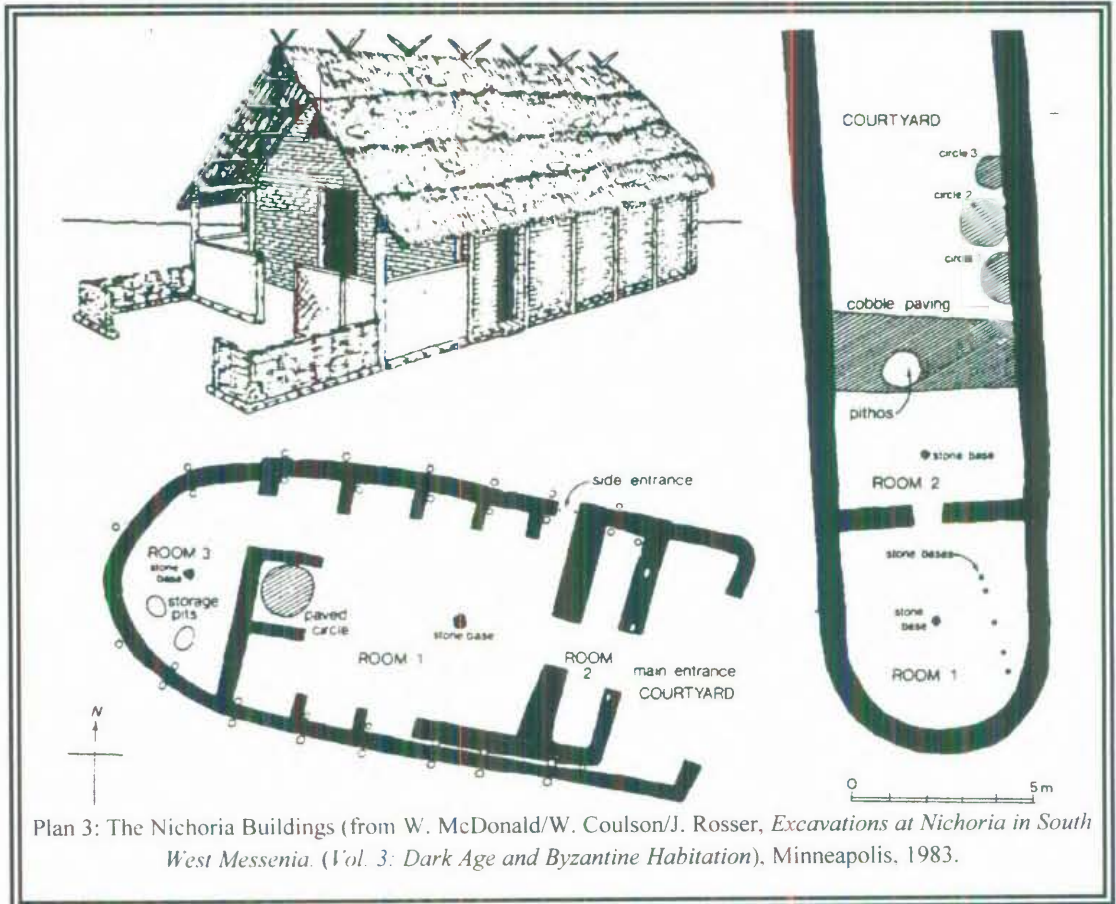 COURTYARD
circle 3
circle 2
circle
cobble paving
pithos
stone base
ROOM 2
stone bases
stone
base
ROOM 1
0 5m
side entrance
ROOM 3
stone
base
storage
pits
paved
circle
stone base
ROOM 1
ROOM
2
main entrance
COURTYARD
N
Plan 3: The Nichoria Buildings (from W. McDonald/W. Coulson/J. Rosser, Excavations at Nichoria in South
West Messenia. (Vol. 3: Dark Age and Byzantine Habitation), Minneapolis, 1983.